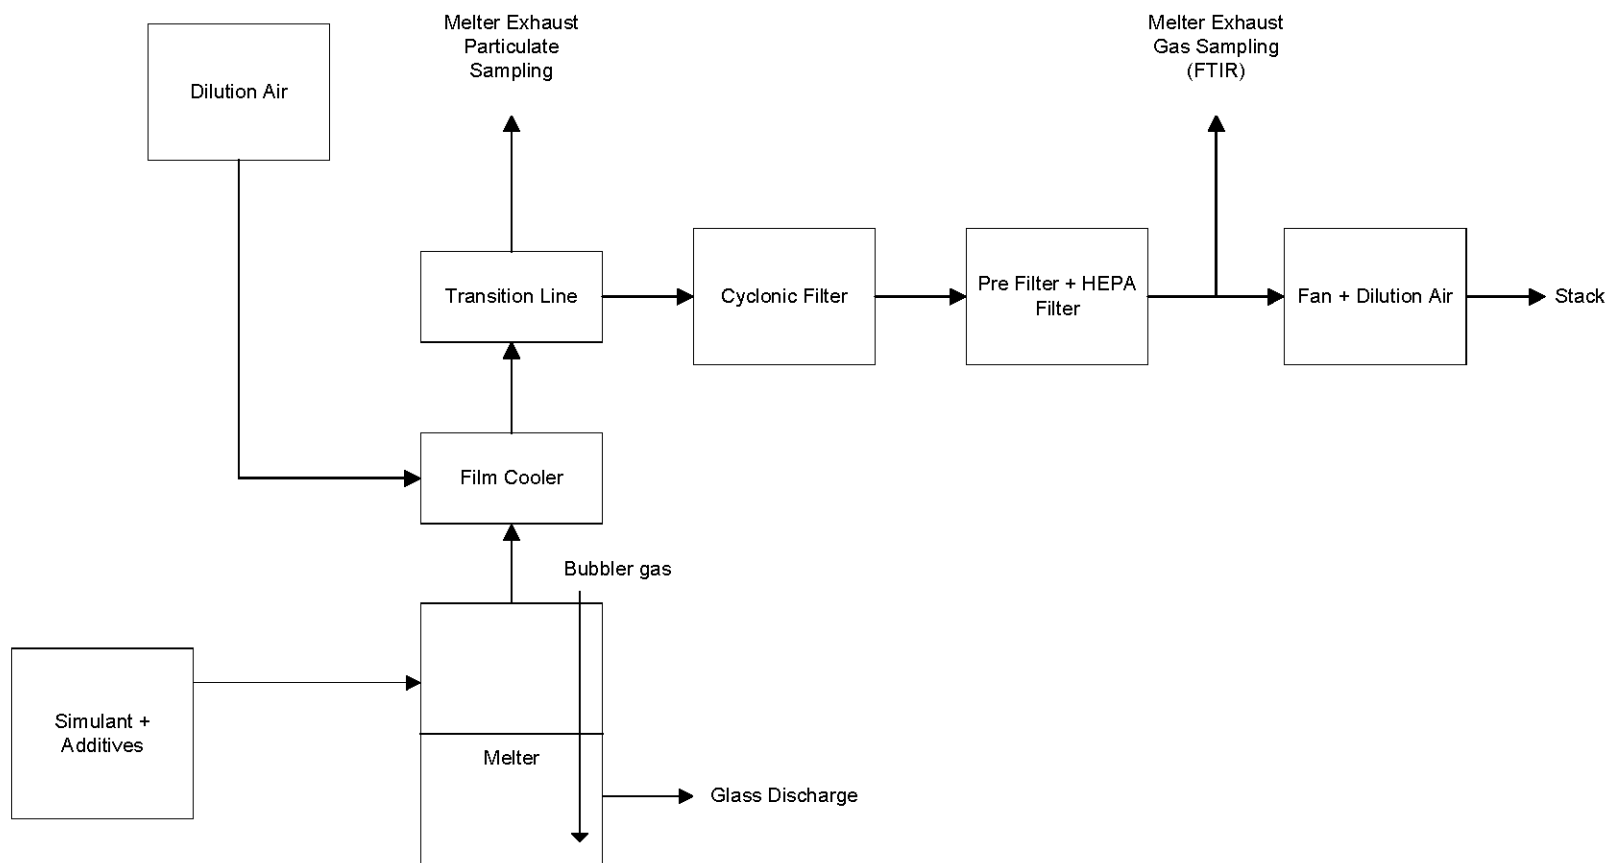 Melter Exhaust
Particulate
Sampling
Melter Exhaust
Gas Sampling
(FTIR)
Dilution Air
Transition Line
Cyclonic Filter
Pre Filter + HEPA
Filter
Fan + Dilution Air
Stack
Film Cooler
Bubbler gas
Simulant +
Additives
Melter
Glass Discharge